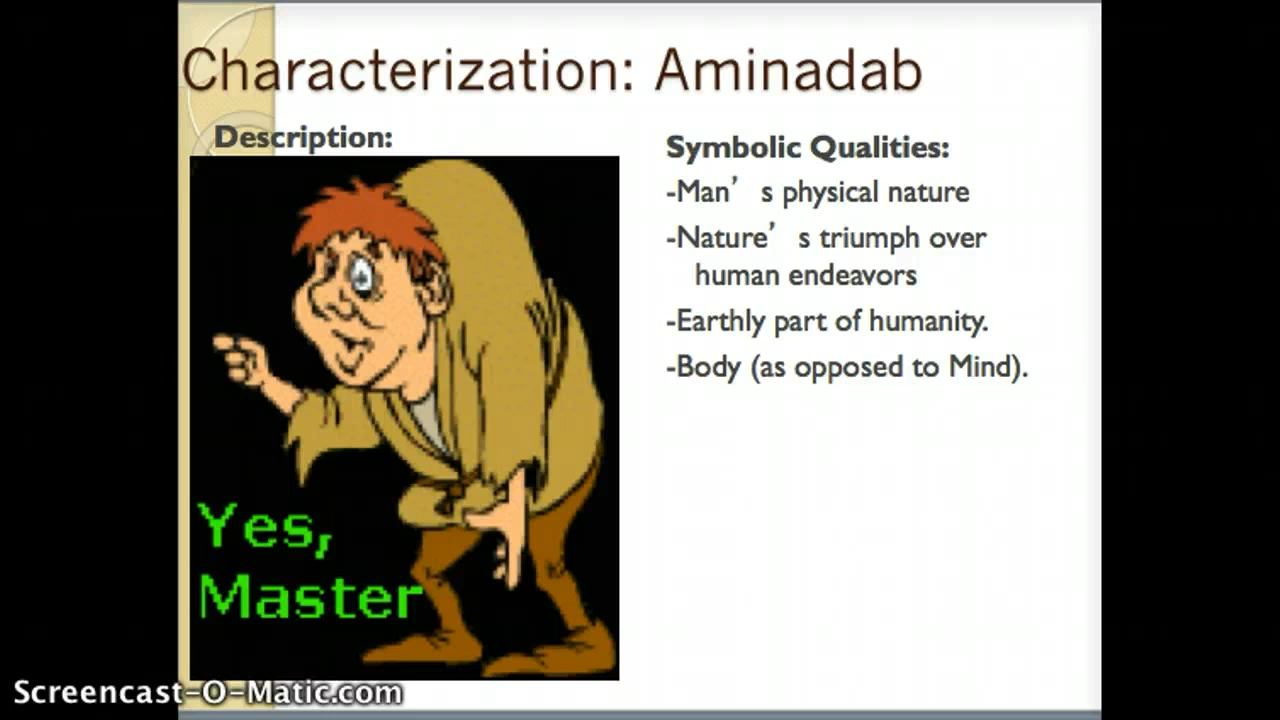 Characterization: Aminadab
Description:
Yes,
Master
Symbolic Qualities:
-Man’ s physical nature
-Nature’ s triumph over
human endeavors
-Earthly part of humanity.
-Body (as opposed to Mind).
Screencast-O-Matic.com